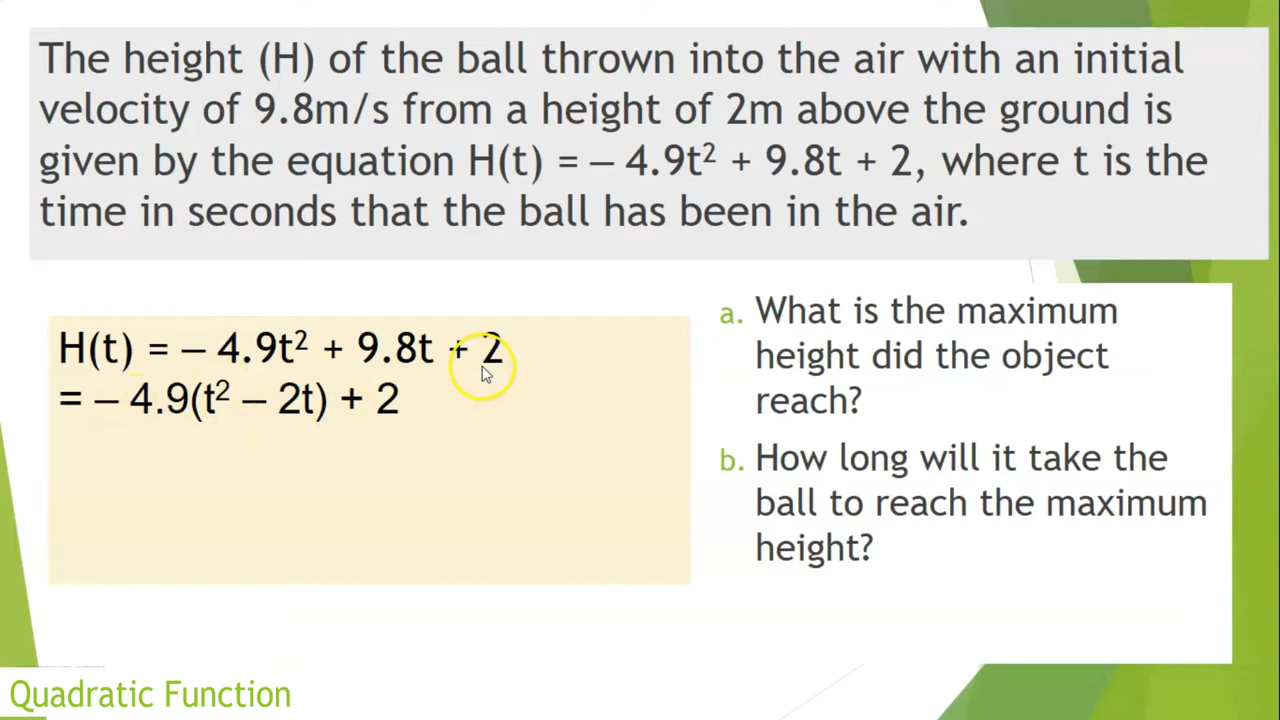 The height (H) of the ball thrown into the air with an initial
velocity of 9.8m/s from a height of 2m above the ground is
given by the equation H(t) = – 4.9t² + 9.8t + 2, where t is the
time in seconds that the ball has been in the air.
H(t) = – 4.9t² + 9.8t + 2
= – 4.9(t² – 2t) + 2
a. What is the maximum
height did the object
reach?
b. How long will it take the
ball to reach the maximum
height?
Quadratic Function